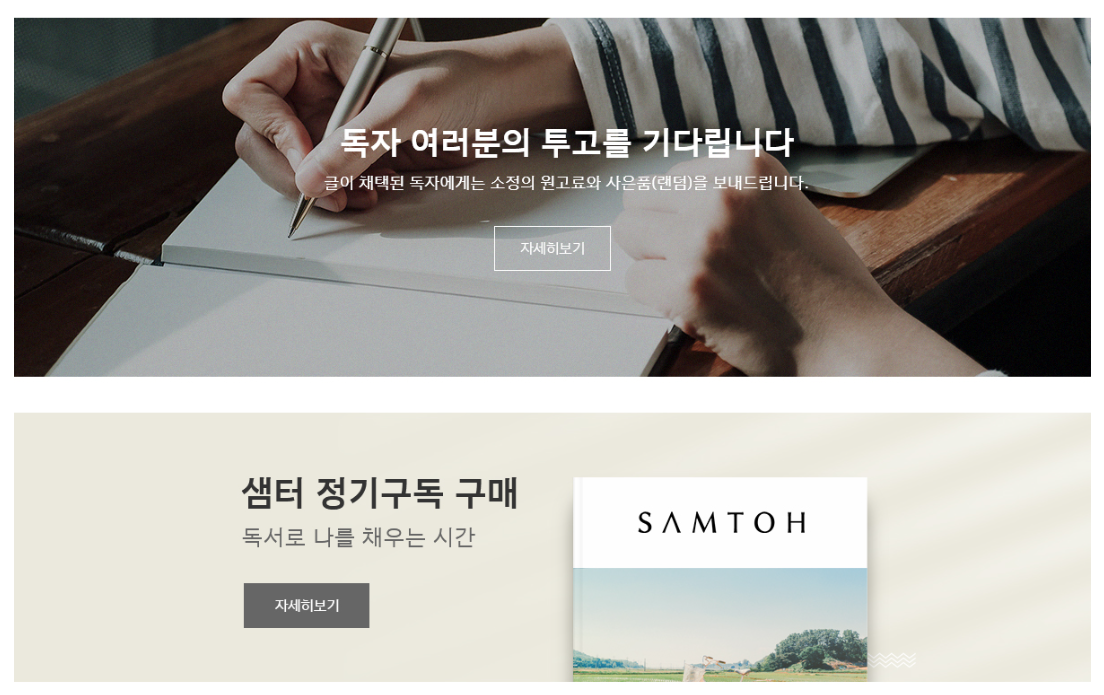 독자 여러분의 투고를 기다립니다
글이 채택된 독자에게는 소정의 원고료와 사은품(랜덤)을 보내드립니다.
자세히보기
샘터 정기구독 구매
독서로 나를 채우는 시간
자세히보기
SAMTOH